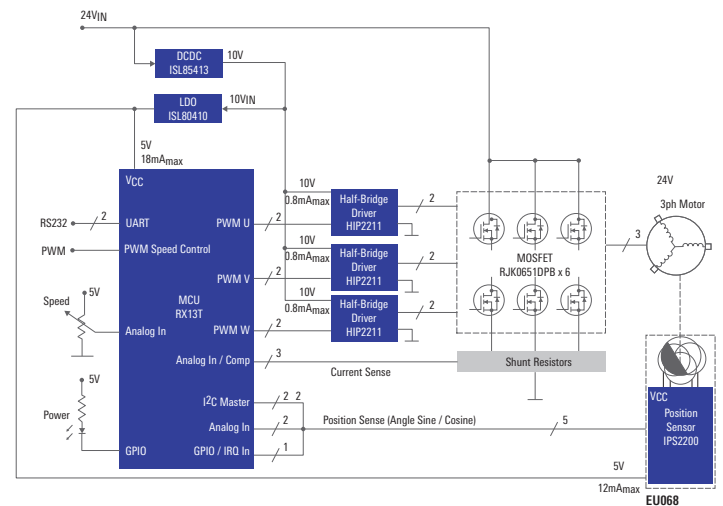 24VIN
DCDC
ISL85413
10V
LDO
ISL80410
10VIN
5V
18mAmax
VCC
RS232
2
UART
PWM
PWM Speed Control
Speed
5V
Analog In
5V
Power
GPIO
MCU
RX13T
PWM U
2
PWM V
2
PWM W
2
Analog In / Comp
3
Current Sense
I2C Master
2
2
Analog In
2
GPIO / IRQ In
1
Position Sense (Angle Sine / Cosine)
5
10V
0.8mAmax
Half-Bridge
Driver
HIP2211
2
10V
0.8mAmax
Half-Bridge
Driver
HIP2211
2
10V
0.8mAmax
Half-Bridge
Driver
HIP2211
2
MOSFET
RJK0651DPB x 6
Shunt Resistors
3
24V
3ph Motor
VCC
Position
Sensor
IPS2200
5V
12mAmax
EU068